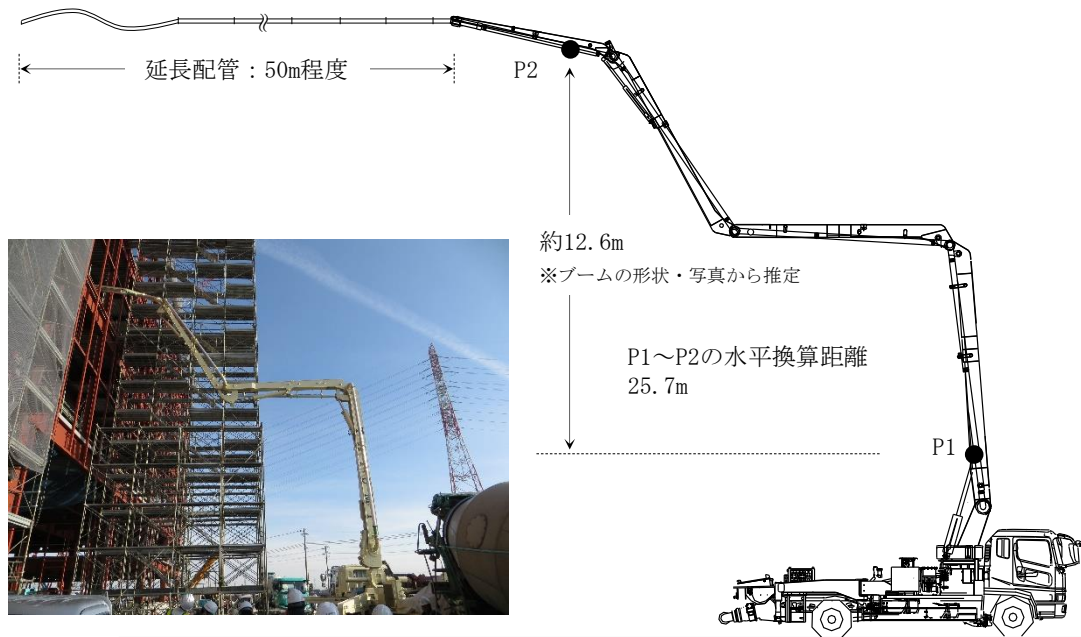 延長配管：50m程度
P2
約12.6m
※ブームの形状・写真から推定
P1～P2の水平換算距離
25.7m
P1